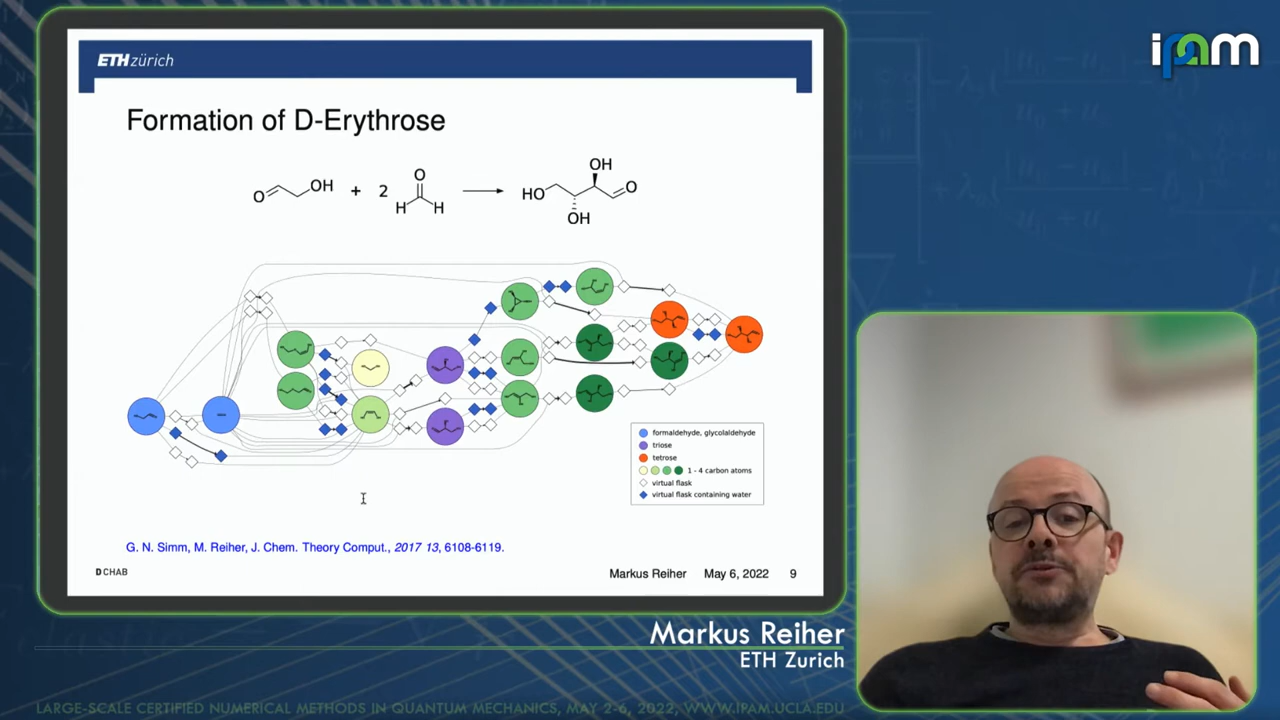 ETH zürich
ipam
Formation of D-Erythrose
O
OH
+
2
O
H
H
HO
OH
OH
O
formaldehyde, glycolaldehyde
triose
tetrose
1 - 4 carbon atoms
virtual flask
virtual flask containing water
G. N. Simm, M. Reiher, J. Chem. Theory Comput., 2017 13, 6108-6119.
D CHAB
Markus Reiher May 6, 2022 9
Markus Reiher
ETH Zurich
LARGE-SCALE CERTIFIED NUMERICAL METHODS IN QUANTUM MECHANICS, MAY 2-6, 2022, WWW.IPAM.UCLA.EDU